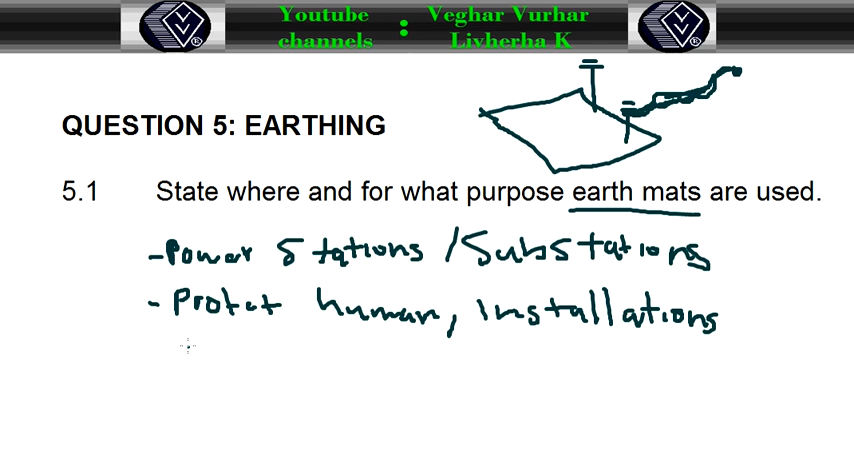 Youtube channels : Veghar Vurhar Livherha K
QUESTION 5: EARTHING
5.1 State where and for what purpose earth mats are used.
- Power Stations / Substations
- Protet human, installations